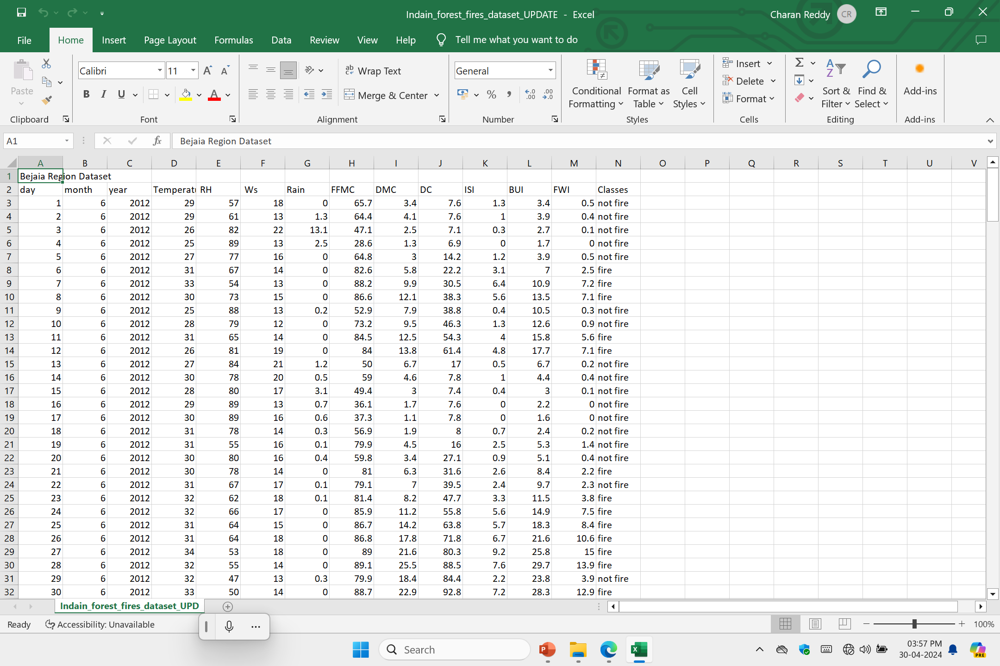 Indain_forest_fires_dataset_UPDATE - Excel
Charan Reddy CR
File Home Insert Page Layout Formulas Data Review View Help Tell me what you want to do
Paste
Clipboard
Calibri 11
B I U
Font
Wrap Text
Merge & Center
Alignment
General
% ,
Number
Conditional Formatting
Format as Table
Cell Styles
Styles
Insert
Delete
Format
Cells
Sort & Filter
Find & Select
Editing
Add-ins
Add-ins
A1 fx Bejaia Region Dataset
A B C D E F G H I J K L M N O P Q R S T U V
1 Bejaia Region Dataset
2 day month year Temperatu RH Ws Rain FFMC DMC DC ISI BUI FWI Classes
3 1 6 2012 29 57 18 0 65.7 3.4 7.6 1.3 3.4 0.5 not fire
4 2 6 2012 29 61 13 1.3 64.4 4.1 7.6 1 3.9 0.4 not fire
5 3 6 2012 26 82 22 13.1 47.1 2.5 7.1 0.3 2.7 0.1 not fire
6 4 6 2012 25 89 13 2.5 28.6 1.3 6.9 0 1.7 0 not fire
7 5 6 2012 27 77 16 0 64.8 3 14.2 1.2 3.9 0.5 not fire
8 6 6 2012 31 67 14 0 82.6 5.8 22.2 3.1 7 2.5 fire
9 7 6 2012 33 54 13 0 88.2 9.9 30.5 6.4 10.9 7.2 fire
10 8 6 2012 30 73 15 0 86.6 12.1 38.3 5.6 13.5 7.1 fire
11 9 6 2012 25 88 13 0.2 52.9 7.9 38.8 0.4 10.5 0.3 not fire
12 10 6 2012 28 79 12 0 73.2 9.5 46.3 1.3 12.6 0.9 not fire
13 11 6 2012 31 65 14 0 84.5 12.5 54.3 4 15.8 5.6 fire
14 12 6 2012 26 81 19 0 84 13.8 61.4 4.8 17.7 7.1 fire
15 13 6 2012 27 84 21 1.2 50 6.7 17 0.5 6.7 0.2 not fire
16 14 6 2012 30 78 20 0.5 59 4.6 7.8 1 4.4 0.4 not fire
17 15 6 2012 28 80 17 3.1 49.4 3 7.4 0.4 3 0.1 not fire
18 16 6 2012 29 89 13 0.7 36.1 1.7 7.6 0 2.2 0 not fire
19 17 6 2012 30 89 16 0.6 37.3 1.1 7.8 0 1.6 0 not fire
20 18 6 2012 31 78 14 0.3 56.9 1.9 8 0.7 2.4 0.2 not fire
21 19 6 2012 31 55 16 0.1 79.9 4.5 16 2.5 5.3 1.4 not fire
22 20 6 2012 30 80 16 0.4 59.8 3.4 27.1 0.9 5.1 0.4 not fire
23 21 6 2012 30 78 14 0 81 6.3 31.6 2.6 8.4 2.2 fire
24 22 6 2012 31 67 17 0.1 79.1 7 39.5 2.4 9.7 2.3 not fire
25 23 6 2012 32 62 18 0.1 81.4 8.2 47.7 3.3 11.5 3.8 fire
26 24 6 2012 32 66 17 0 85.9 11.2 55.8 5.6 14.9 7.5 fire
27 25 6 2012 31 64 15 0 86.7 14.2 63.8 5.7 18.3 8.4 fire
28 26 6 2012 31 64 18 0 86.8 17.8 71.8 6.7 21.6 10.6 fire
29 27 6 2012 34 53 18 0 89 21.6 80.3 9.2 25.8 15 fire
30 28 6 2012 32 55 14 0 89.1 25.5 88.5 7.6 29.7 13.9 fire
31 29 6 2012 32 47 13 0.3 79.9 18.4 84.4 2.2 23.8 3.9 not fire
32 30 6 2012 33 50 14 0 88.7 22.9 92.8 7.2 28.3 12.9 fire
Indain_forest_fires_dataset_UPD
Ready Accessibility: Unavailable 100%
Search
03:57 PM
30-04-2024
PRE